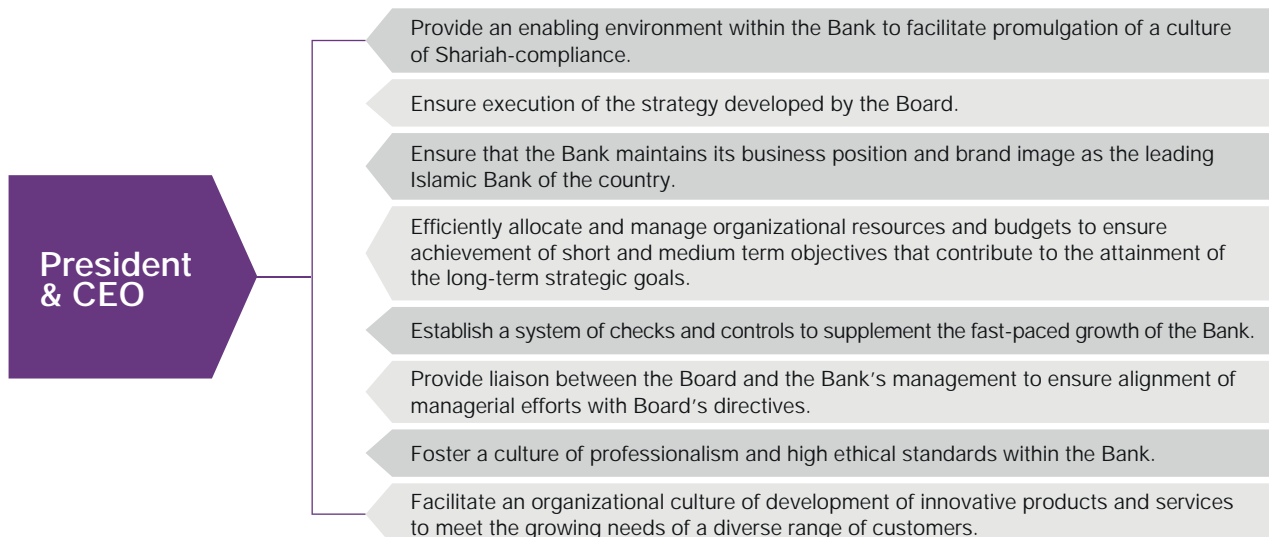 President
& CEO
Provide an enabling environment within the Bank to facilitate promulgation of a culture
of Shariah-compliance.
Ensure execution of the strategy developed by the Board.
Ensure that the Bank maintains its business position and brand image as the leading
Islamic Bank of the country.
Efficiently allocate and manage organizational resources and budgets to ensure
achievement of short and medium term objectives that contribute to the attainment of
the long-term strategic goals.
Establish a system of checks and controls to supplement the fast-paced growth of the Bank.
Provide liaison between the Board and the Bank's management to ensure alignment of
managerial efforts with Board's directives.
Foster a culture of professionalism and high ethical standards within the Bank.
Facilitate an organizational culture of development of innovative products and services
to meet the growing needs of a diverse range of customers.